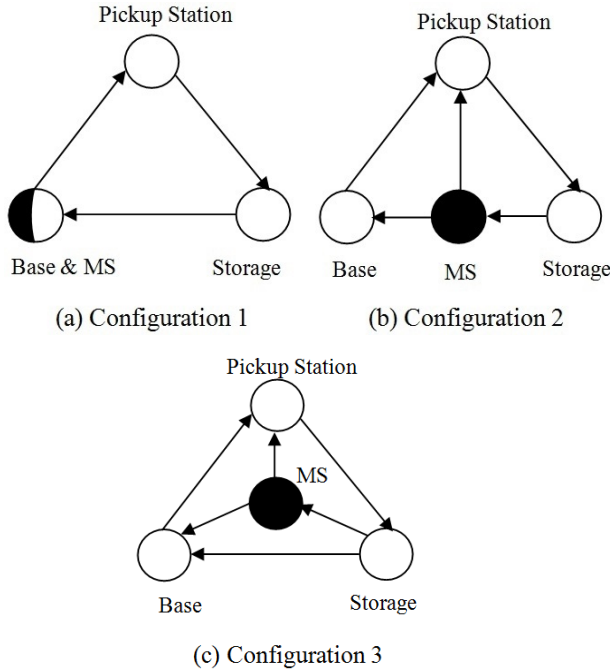 Pickup Station
Base & MS
Storage
(a) Configuration 1
Pickup Station
Base
MS
Storage
(b) Configuration 2
Pickup Station
MS
Base
Storage
(c) Configuration 3